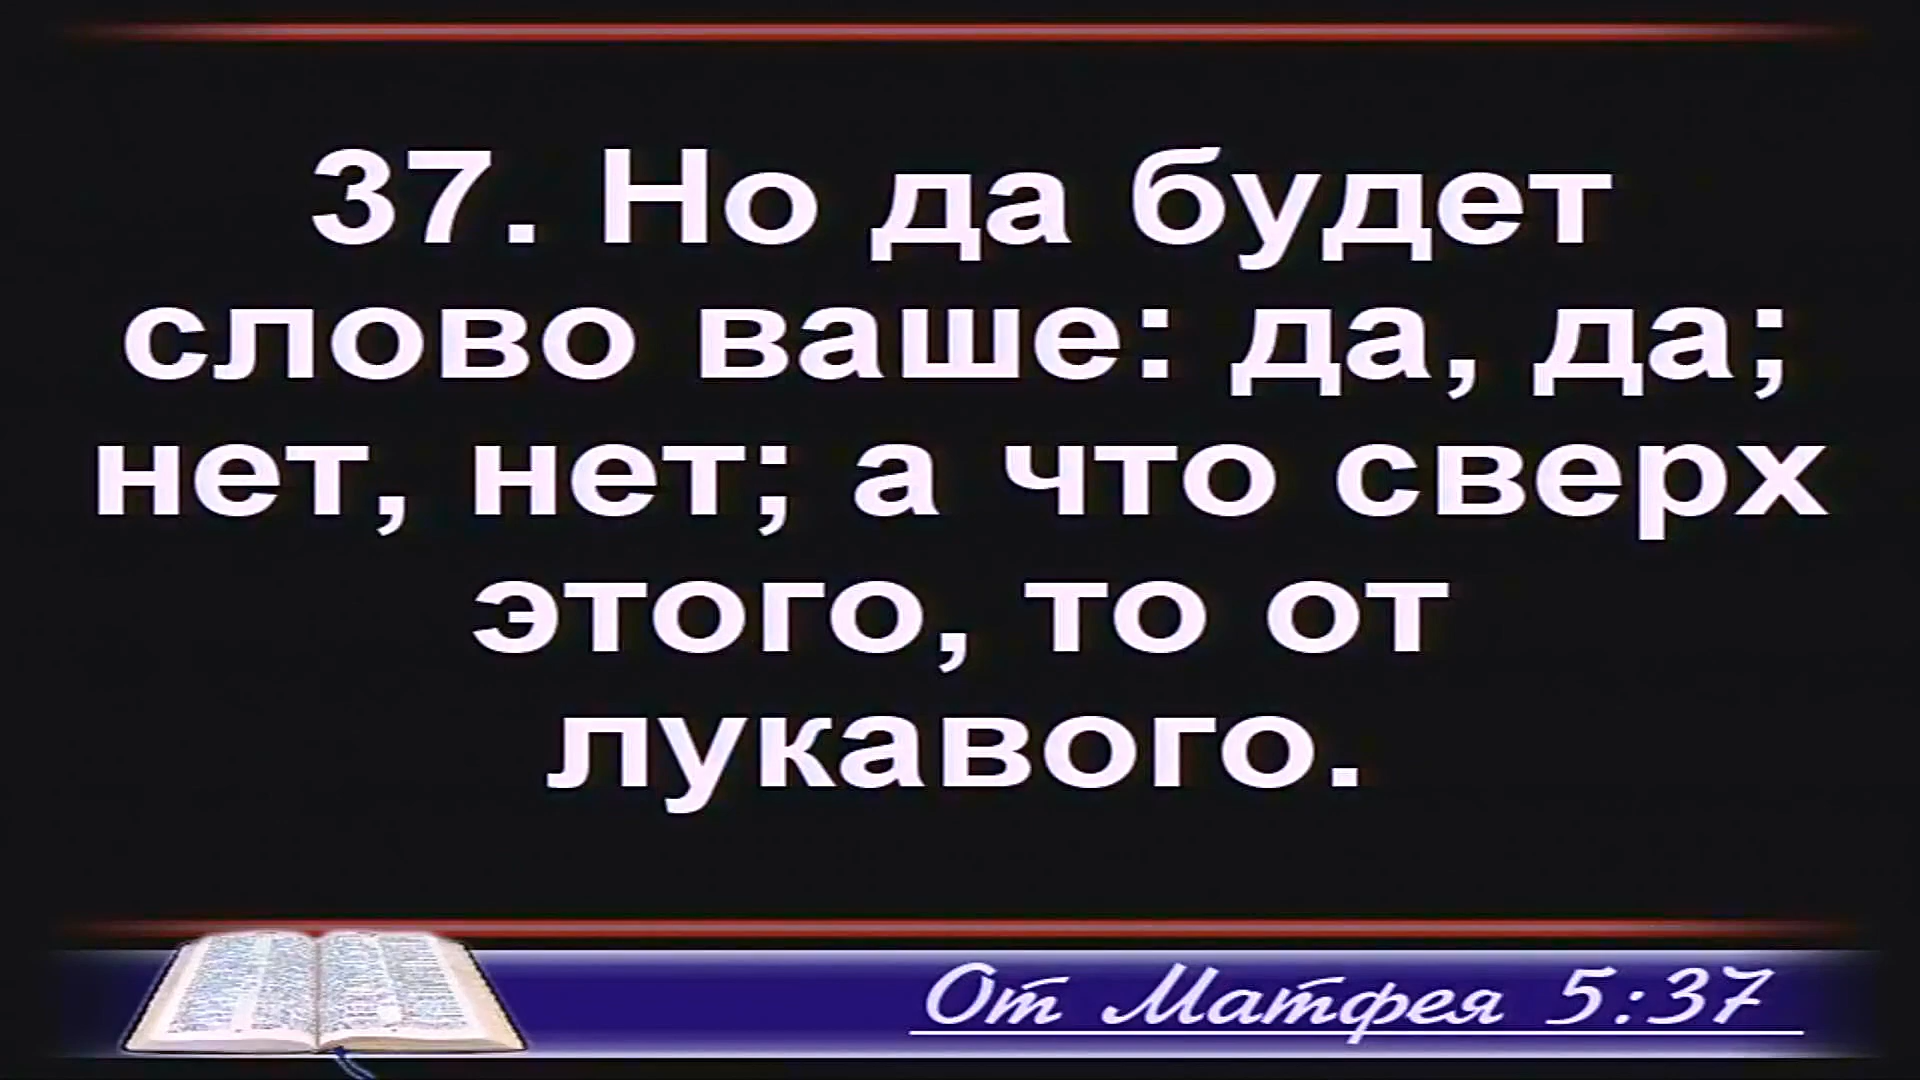 37. Но да будет
слово ваше: да, да;
нет, нет; а что сверх
этого, то от
лукавого.
От Матфея 5:37